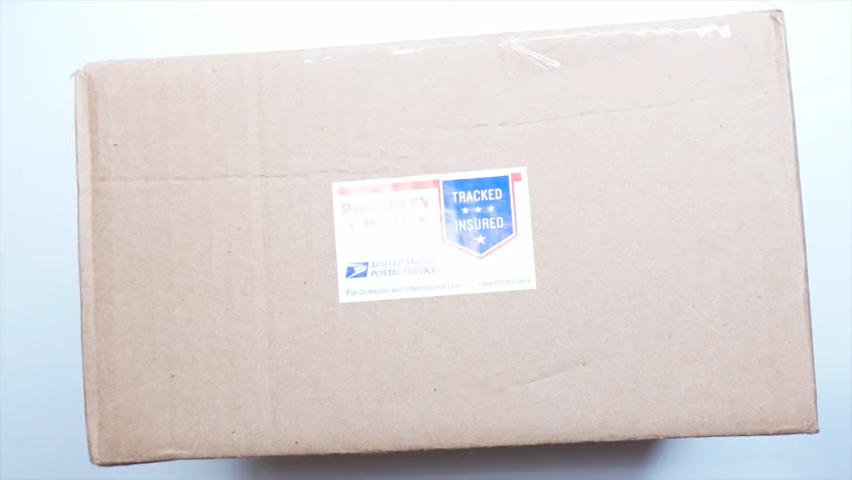 PRIORITY
★ MAIL ★
TRACKED
★ ★ ★
INSURED
★
UNITED STATES
POSTAL SERVICE
For Domestic and International Use